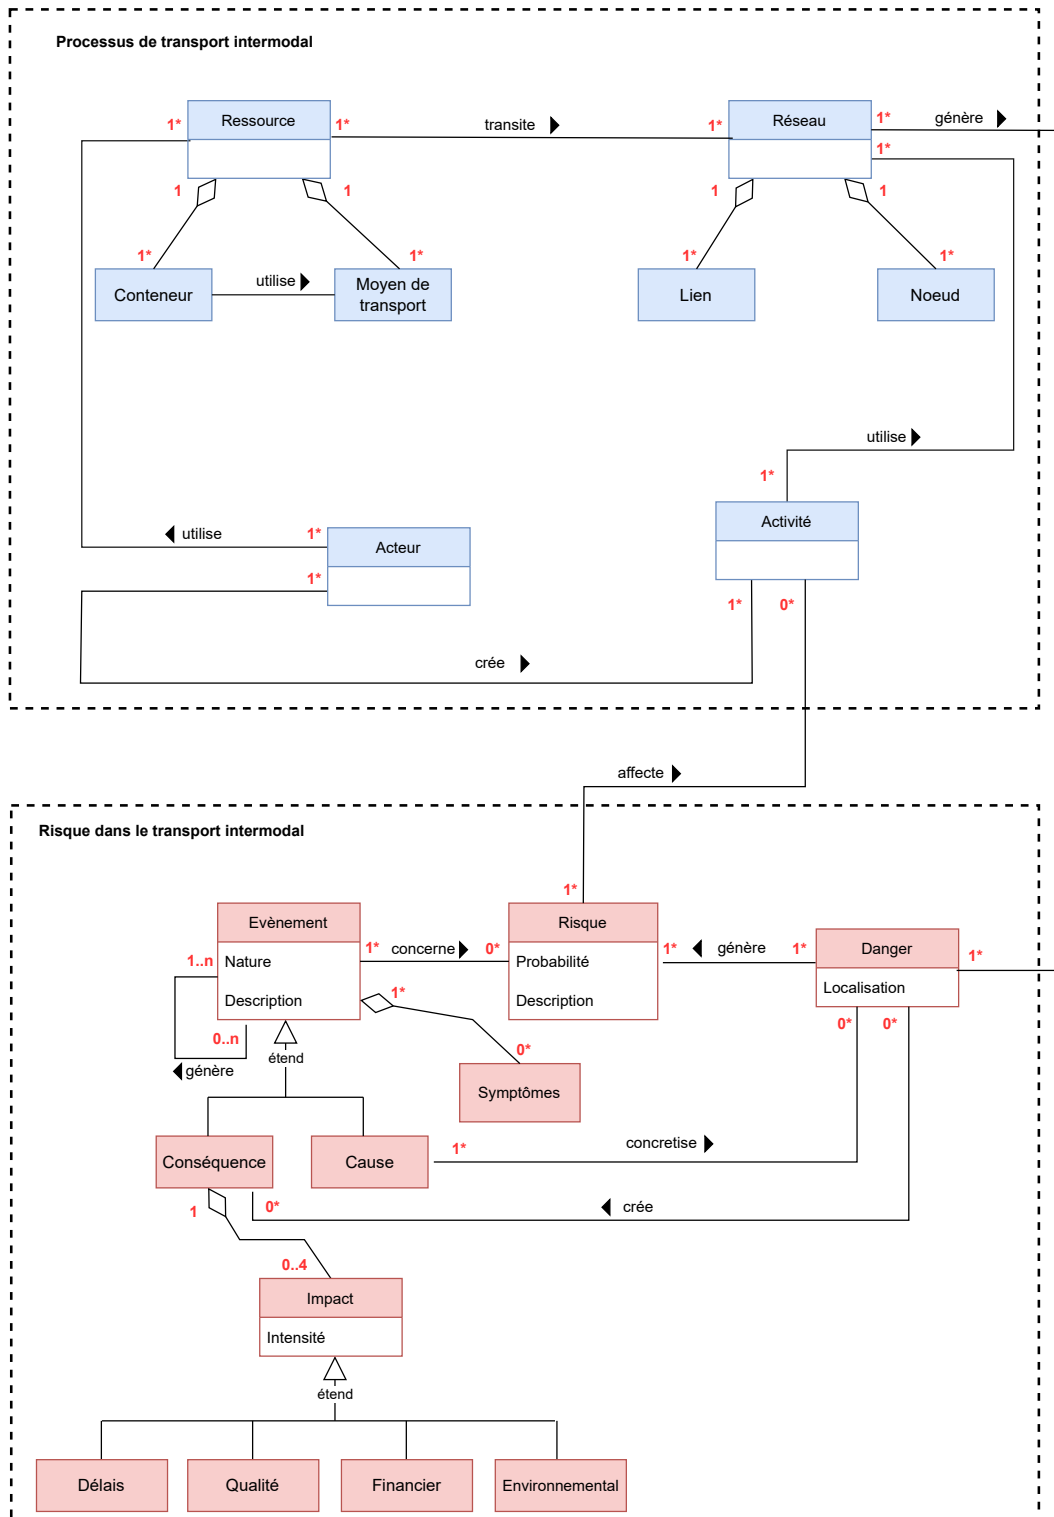 Processus de transport intermodal
1*
Ressource
1*
transite
1*
Réseau
1*
génère
1*
1
1
1
1
1*
1*
1*
1*
Conteneur
utilise
Moyen de
transport
Lien
Noeud
utilise
1*
Activité
utilise
1*
Acteur
1*
1*
0*
crée
affecte
Risque dans le transport intermodal
1*
Evènement
Risque
Danger
1..n
Nature
1*
concerne
0*
Probabilité
1*
génère
1*
1*
Description
1*
Description
Localisation
0..n
0*
0*
étend
génère
0*
Symptômes
Conséquence
Cause
1*
concretise
1
0*
crée
0..4
Impact
Intensité
étend
Délais
Qualité
Financier
Environnemental